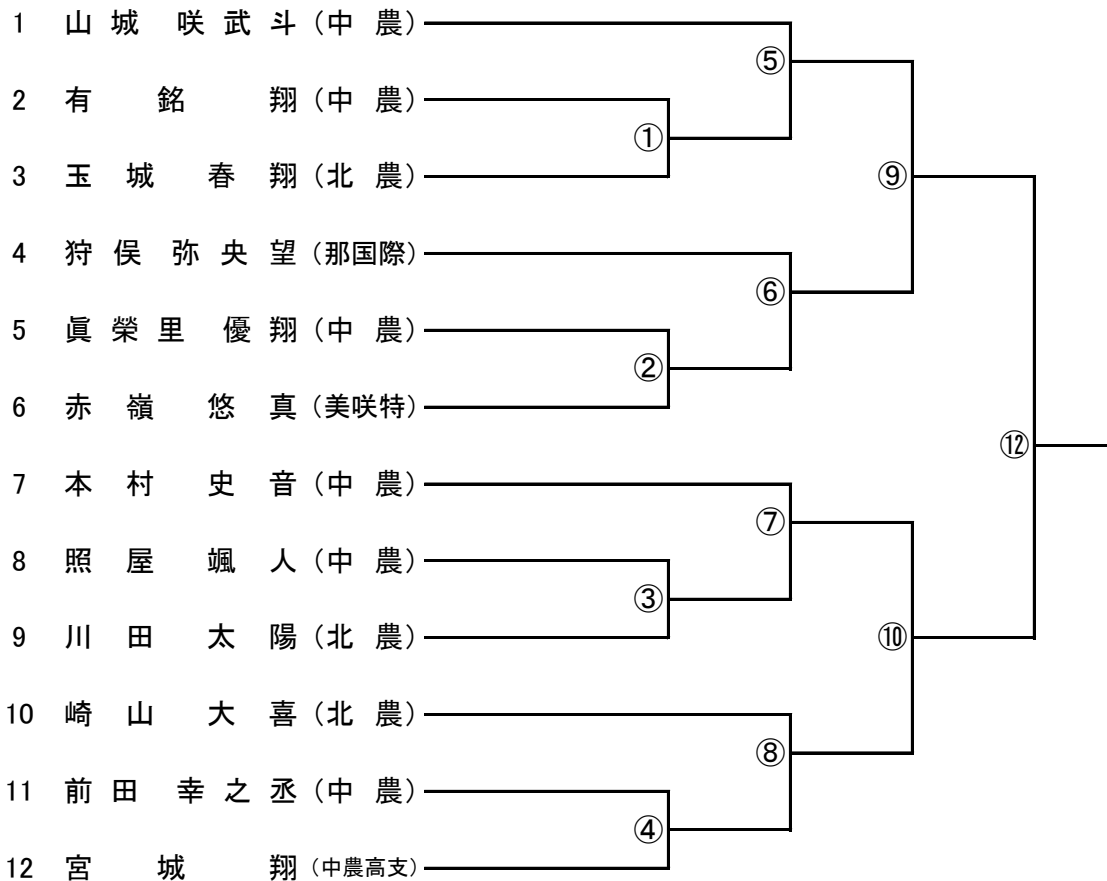 1 山城 咲武斗 (中 農)
⑤
2 有銘 翔 (中 農)
①
3 玉城 春翔 (北 農)
⑨
4 狩俣 弥央望 (那国際)
⑥
5 眞榮里 優翔 (中 農)
②
6 赤嶺 悠真 (美咲特)
⑫
7 本村 史音 (中 農)
⑦
8 照屋 颯人 (中 農)
③
9 川田 太陽 (北 農)
⑩
10 崎山 大喜 (北 農)
⑧
11 前田 幸之丞 (中 農)
④
12 宮城 翔 (中農高支)